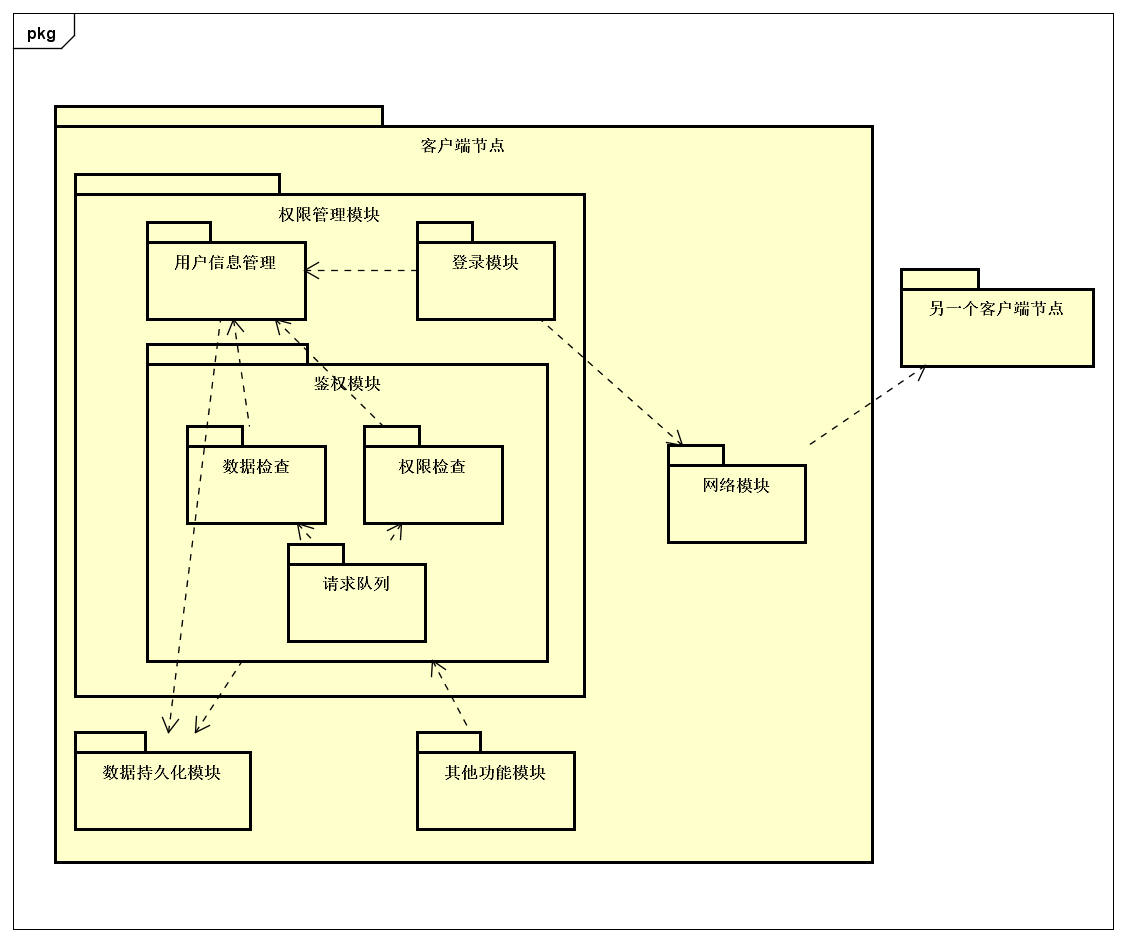 pkg
客户端节点
权限管理模块
用户信息管理
登录模块
另一个客户端节点
鉴权模块
数据检查
权限检查
网络模块
请求队列
数据持久化模块
其他功能模块